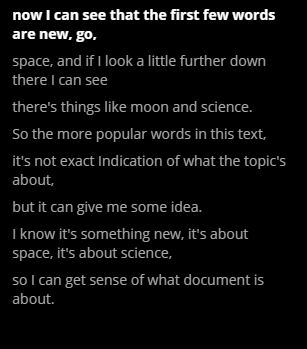 now I can see that the first few words
are new, go,
space, and if I look a little further down
there I can see
there's things like moon and science.
So the more popular words in this text,
it's not exact Indication of what the topic's
about,
but it can give me some idea.
I know it's something new, it's about
space, it's about science,
so I can get sense of what document is
about.